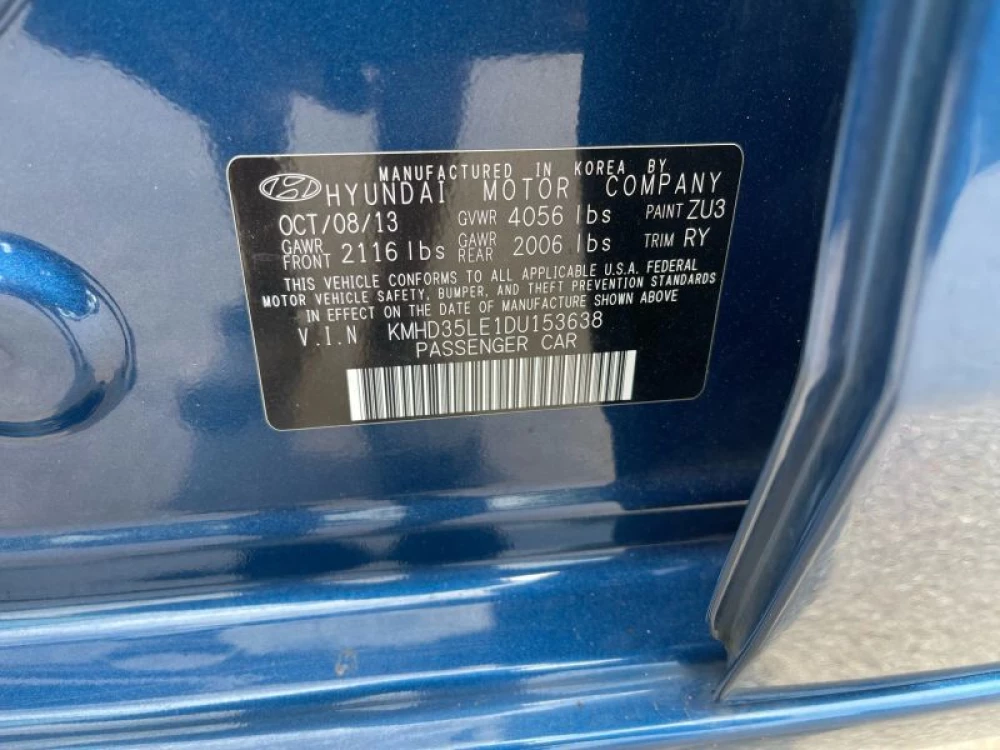 MANUFACTURED IN KOREA BY
HYUNDAI MOTOR COMPANY
OCT/08/13 GVWR 4056 lbs PAINT ZU3
GAWR FRONT 2116 lbs GAWR REAR 2006 lbs TRIM RY
THIS VEHICLE CONFORMS TO ALL APPLICABLE U.S.A. FEDERAL
MOTOR VEHICLE SAFETY, BUMPER, AND THEFT PREVENTION STANDARDS
IN EFFECT ON THE DATE OF MANUFACTURE SHOWN ABOVE
V.I.N KMHD35LE1DU153638
PASSENGER CAR